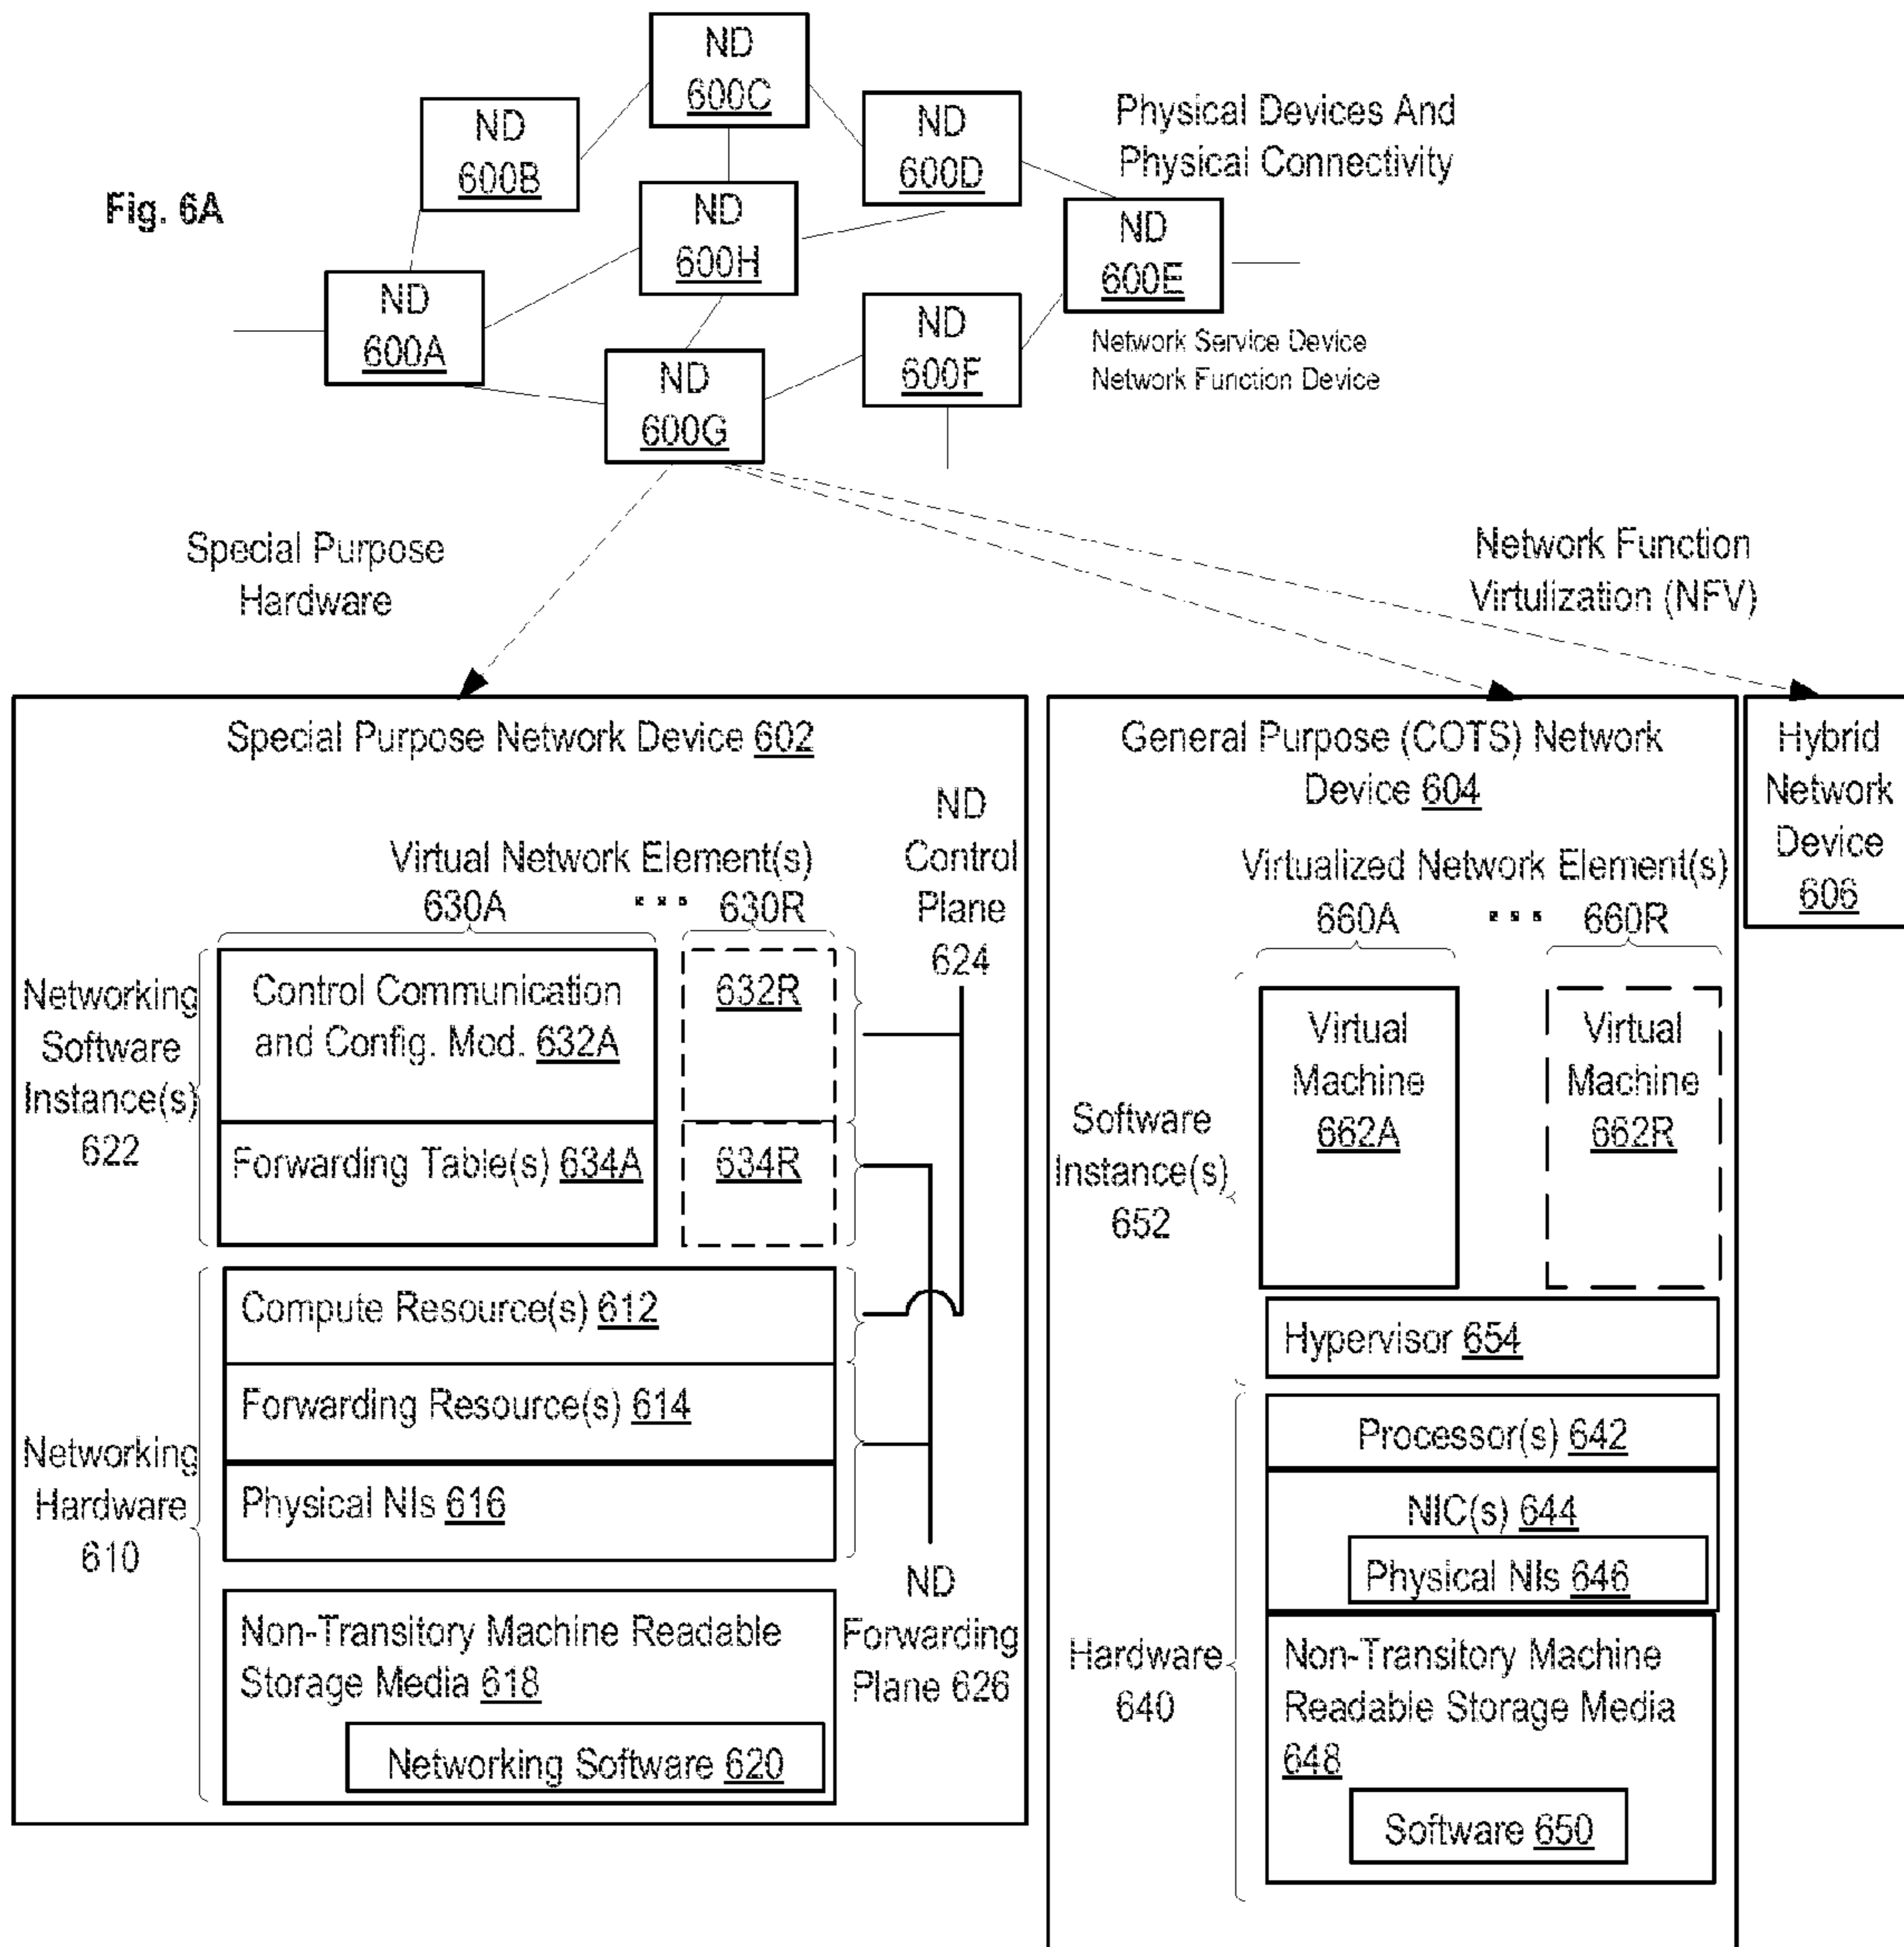 Fig. 6A
ND
600C
ND
600B
ND
600D
Physical Devices And
Physical Connectivity
ND
600H
ND
600E
ND
600A
ND
600F
ND
600G
Network Service Device
Network Function Device
Special Purpose
Hardware
Network Function
Virtulization (NFV)
Special Purpose Network Device 602
ND
Control
Plane
624
Virtual Network Element(s)
630A ▪ ▪ ▪ 630R
Networking
Software
Instance(s)
622
Control Communication
and Config. Mod. 632A
632R
Forwarding Table(s) 634A
634R
Networking
Hardware
610
Compute Resource(s) 612
Forwarding Resource(s) 614
Physical NIs 616
Non-Transitory Machine Readable
Storage Media 618
Networking Software 620
ND
Forwarding
Plane 626
General Purpose (COTS) Network
Device 604
Virtualized Network Element(s)
660A ▪ ▪ ▪ 660R
Software
Instance(s)
652
Virtual
Machine
662A
Virtual
Machine
662R
Hypervisor 654
Hardware
640
Processor(s) 642
NIC(s) 644
Physical NIs 646
Non-Transitory Machine
Readable Storage Media
648
Software 650
Hybrid
Network
Device
606